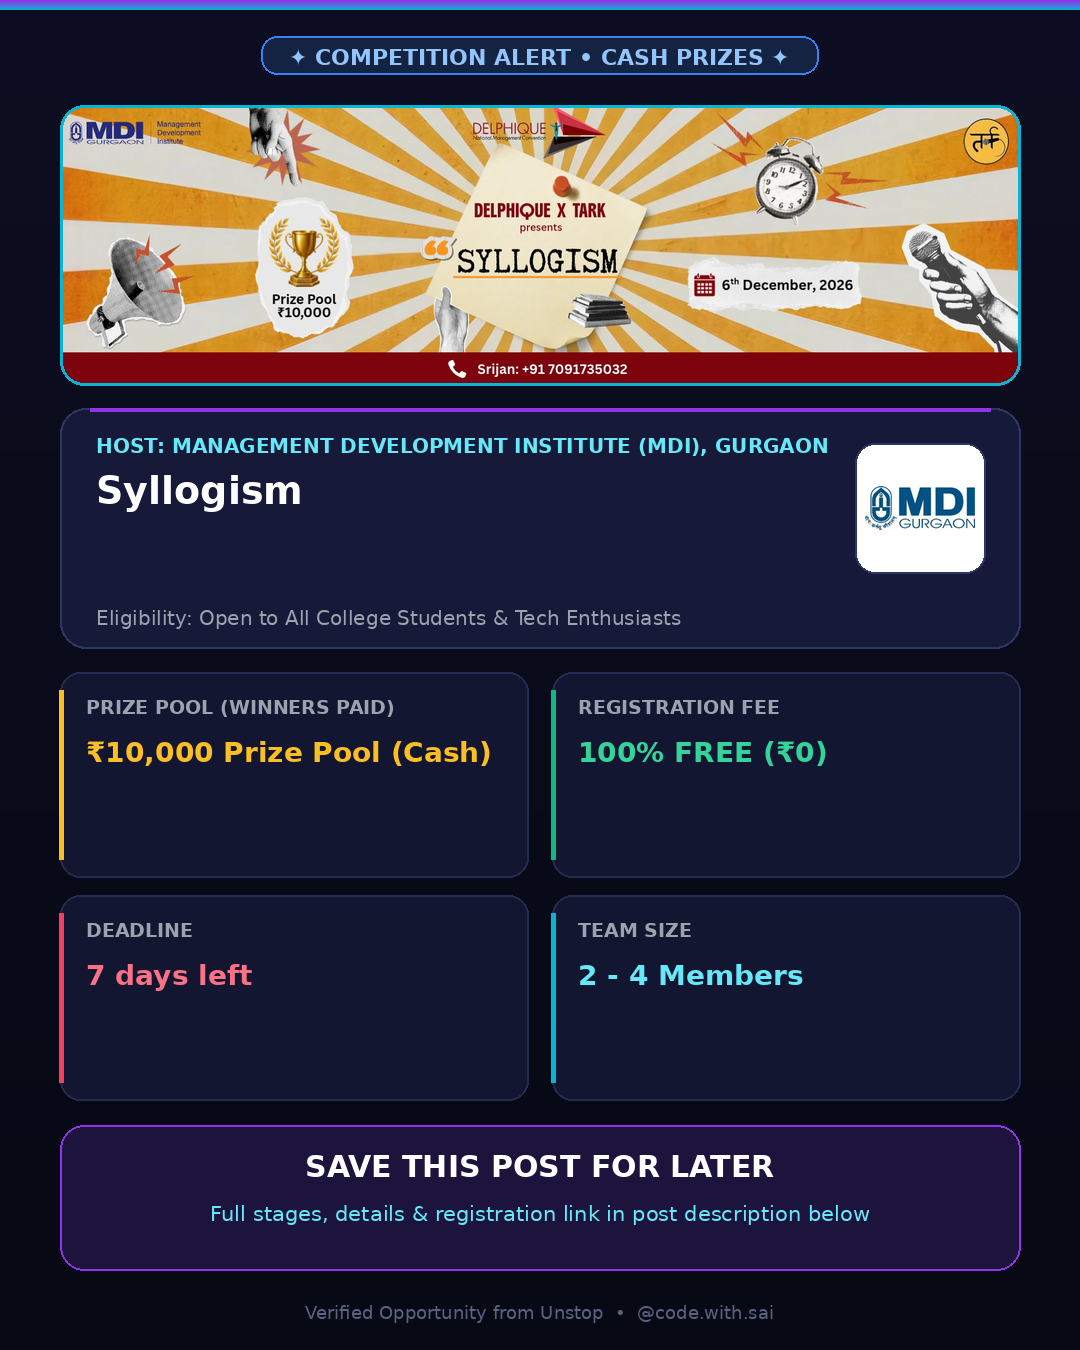 ✦ COMPETITION ALERT • CASH PRIZES ✦
MDI
GURGAON
Management
Development
Institute
DELPHIQUE
National Management Convention
तर्क
DELPHIQUE X TARK
presents
SYLLOGISM
Prize Pool
₹10,000
6th December, 2026
Srijan: +91 7091735032
HOST: MANAGEMENT DEVELOPMENT INSTITUTE (MDI), GURGAON
Syllogism
MDI
GURGAON
Eligibility: Open to All College Students & Tech Enthusiasts
PRIZE POOL (WINNERS PAID)
₹10,000 Prize Pool (Cash)
REGISTRATION FEE
100% FREE (₹0)
DEADLINE
7 days left
TEAM SIZE
2 - 4 Members
SAVE THIS POST FOR LATER
Full stages, details & registration link in post description below
Verified Opportunity from Unstop • @code.with.sai